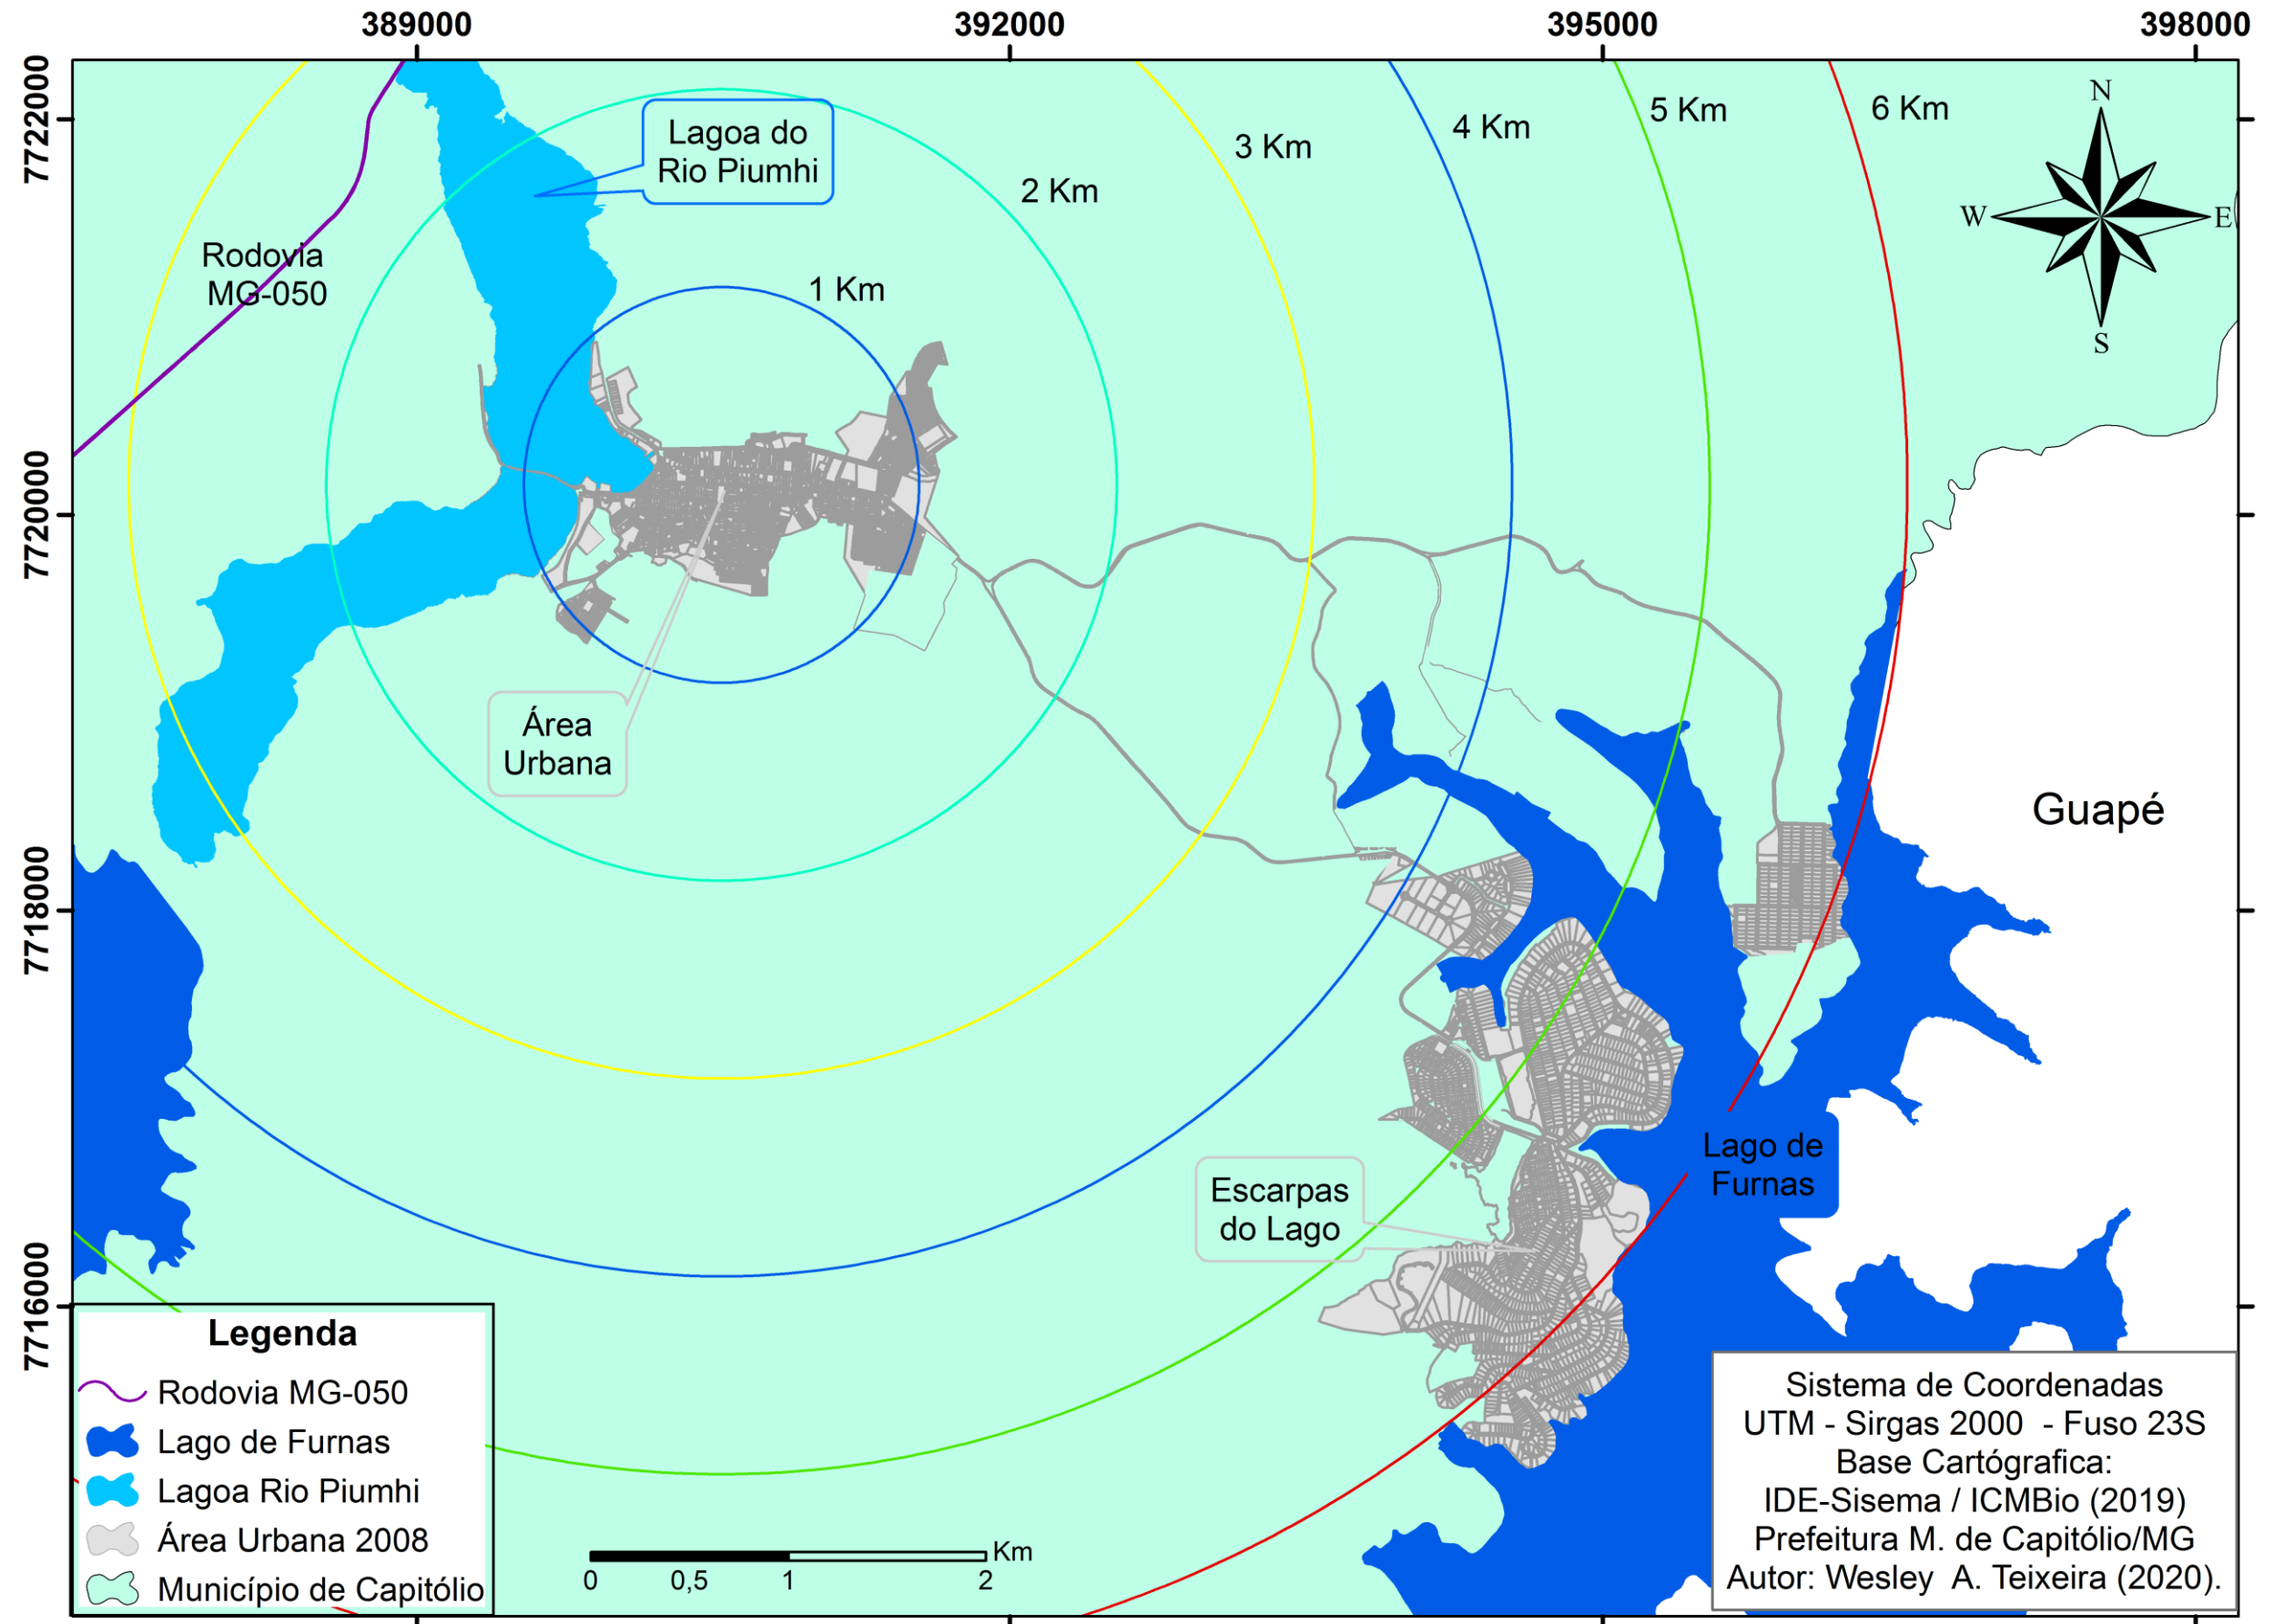 389000
392000
395000
398000
7722000
7720000
7718000
7716000
Lagoa do
Rio Piumhi
Rodovia
MG-050
1 Km
2 Km
3 Km
4 Km
5 Km
6 Km
N
W
E
S
Área
Urbana
Guapé
Escarpas
do Lago
Lago de
Furnas
Legenda
Rodovia MG-050
Lago de Furnas
Lagoa Rio Piumhi
Área Urbana 2008
Município de Capitólio
Km
0
0,5
1
2
Sistema de Coordenadas
UTM - Sirgas 2000 - Fuso 23S
Base Cartógrafica:
IDE-Sisema / ICMBio (2019)
Prefeitura M. de Capitólio/MG
Autor: Wesley A. Teixeira (2020).